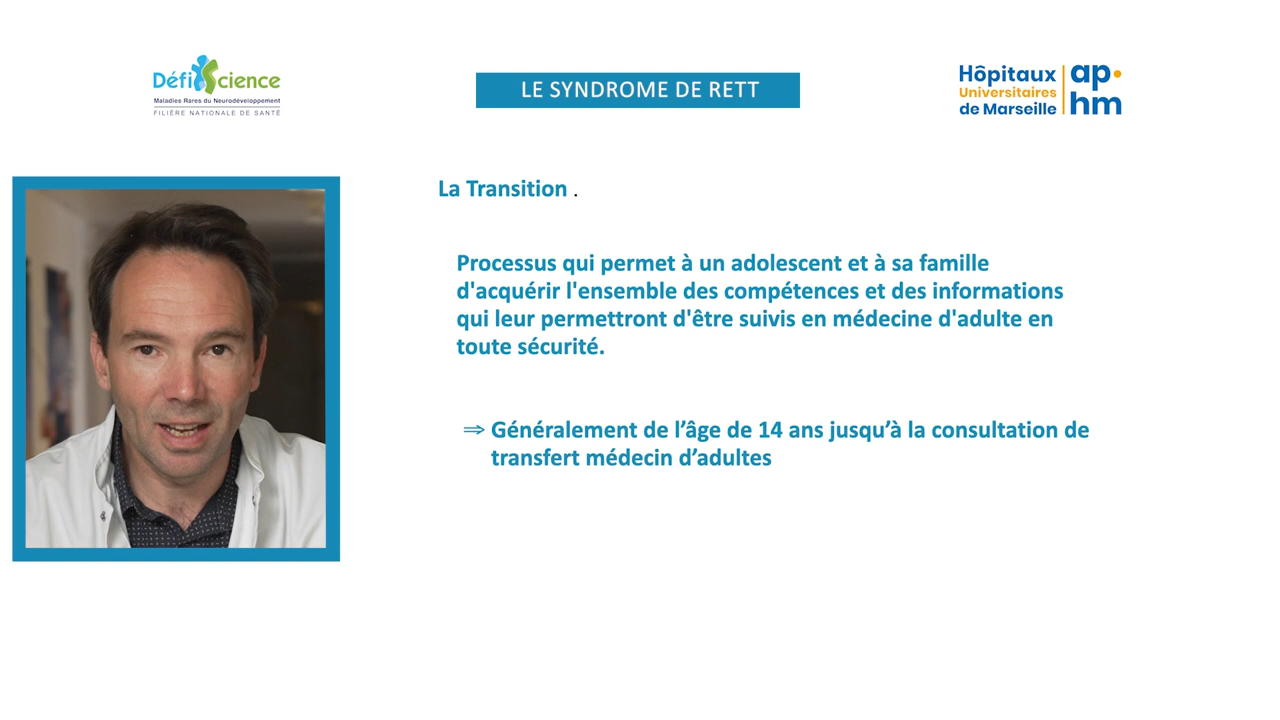 DéfiScience
Maladies Rares du Neurodéveloppement
FILIÈRE NATIONALE DE SANTÉ
LE SYNDROME DE RETT
Hôpitaux
Universitaires
de Marseille
ap.
hm
La Transition .
Processus qui permet à un adolescent et à sa famille
d'acquérir l'ensemble des compétences et des informations
qui leur permettront d'être suivis en médecine d'adulte en
toute sécurité.
⇒ Généralement de l’âge de 14 ans jusqu’à la consultation de
transfert médecin d’adultes